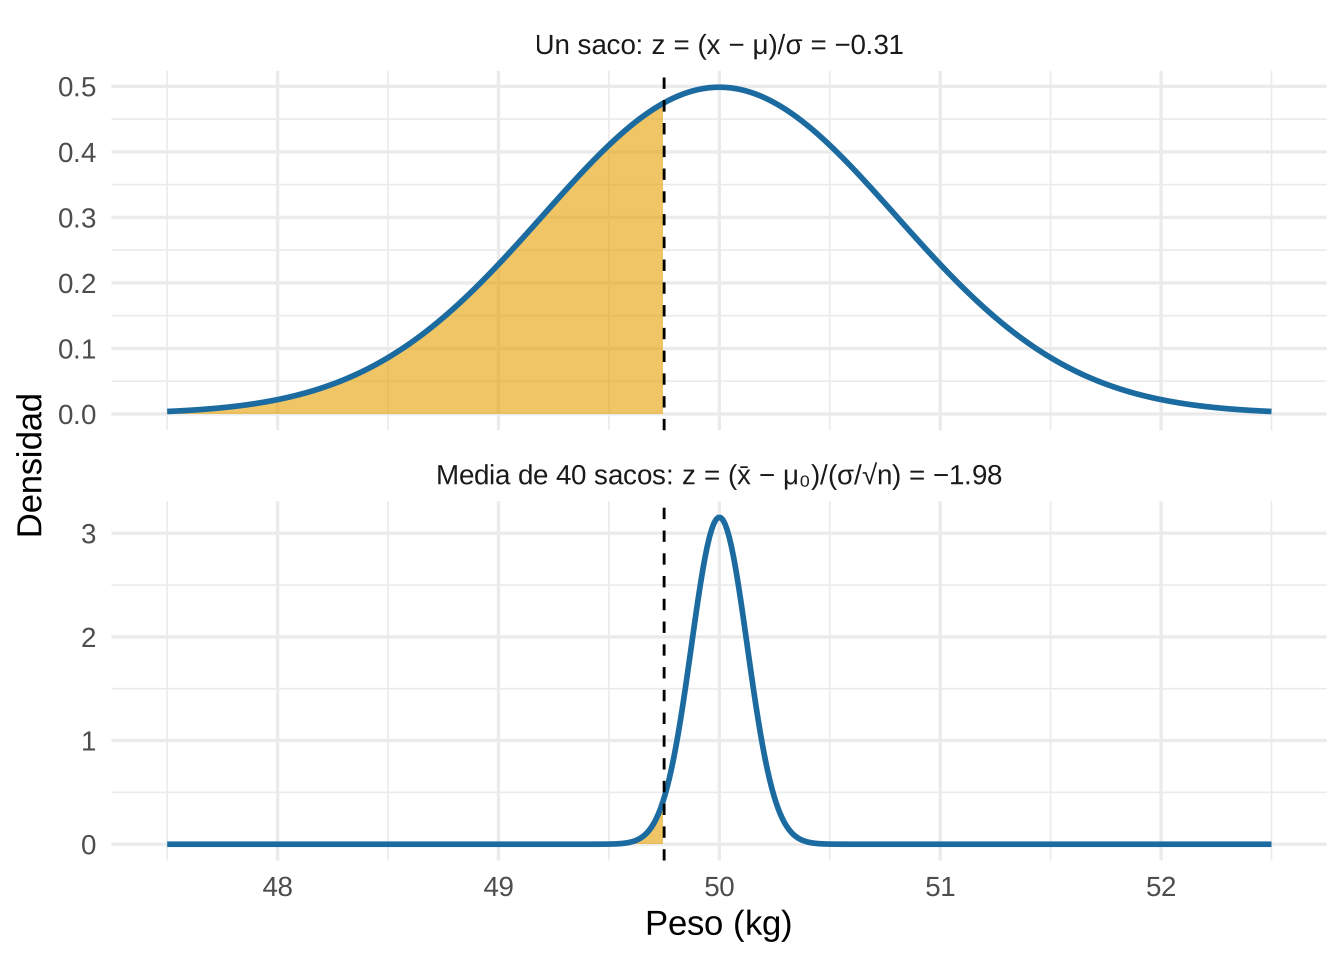 Un saco: z = (x − μ)/σ = −0.31
0.5
0.4
0.3
0.2
0.1
0.0
Densidad
Media de 40 sacos: z = (x̄ − μ₀)/(σ/√n) = −1.98
3
2
1
0
48 49 50 51 52
Peso (kg)